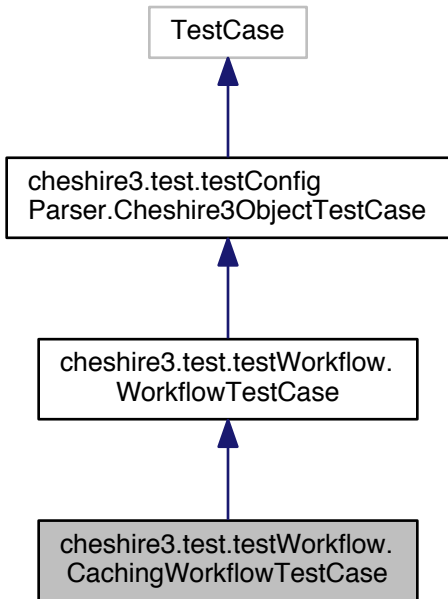 TestCase
cheshire3.test.testConfig
Parser.Cheshire3ObjectTestCase
cheshire3.test.testWorkflow.
WorkflowTestCase
cheshire3.test.testWorkflow.
CachingWorkflowTestCase